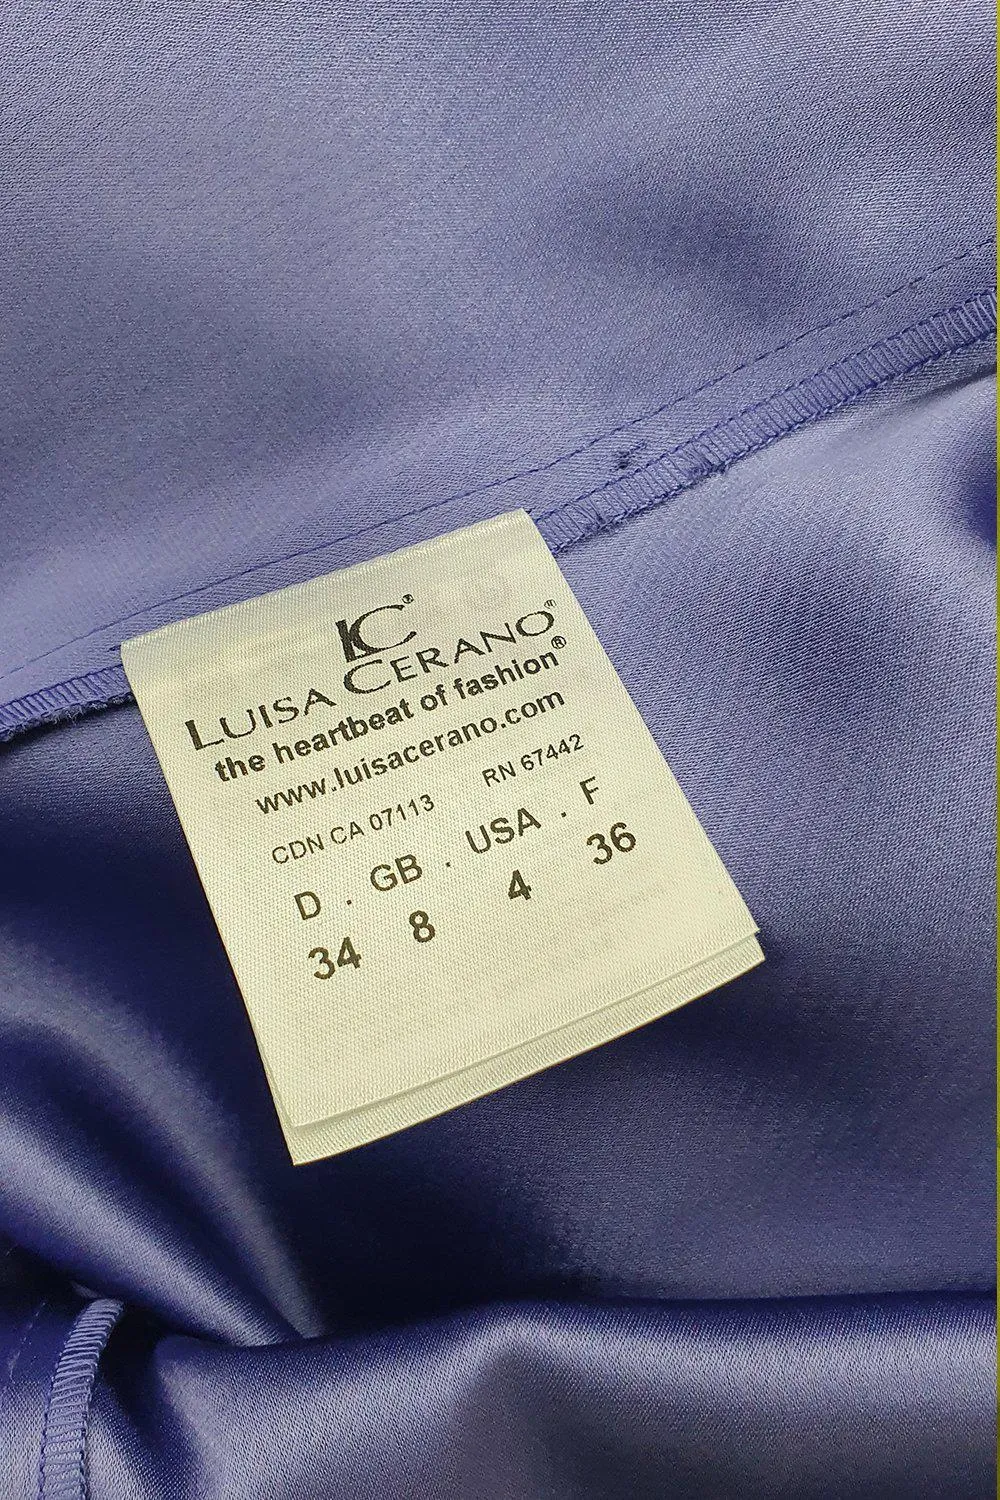 LC®
LUISA CERANO®
the heartbeat of fashion®
www.luisacerano.com
CDN CA 07113 RN 67442
D . GB . USA . F
34 8 4 36